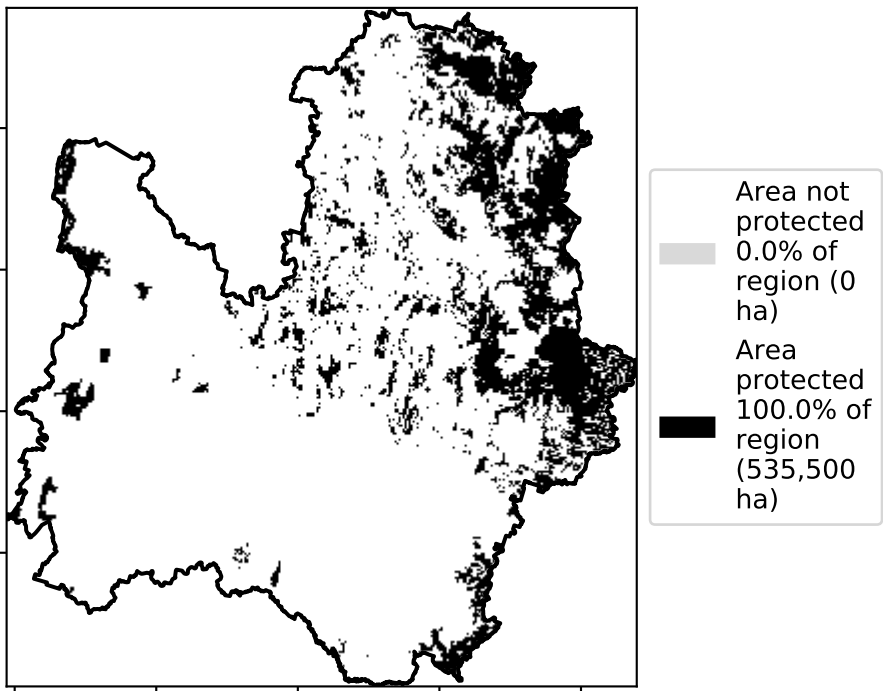 Area not
protected
0.0% of
region (0
ha)
Area
protected
100.0% of
region
(535,500
ha)